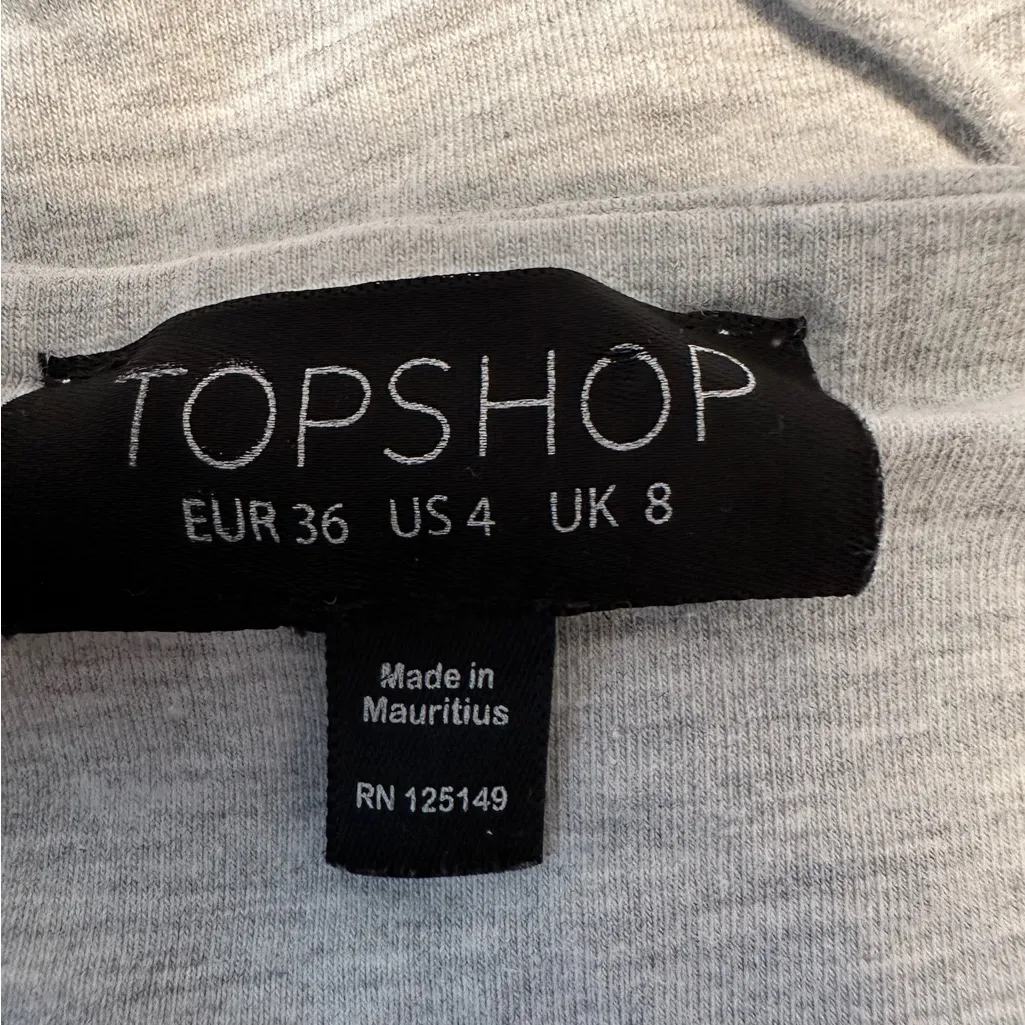 TOPSHOP
EUR 36 US 4 UK 8
Made in
Mauritius
RN 125149